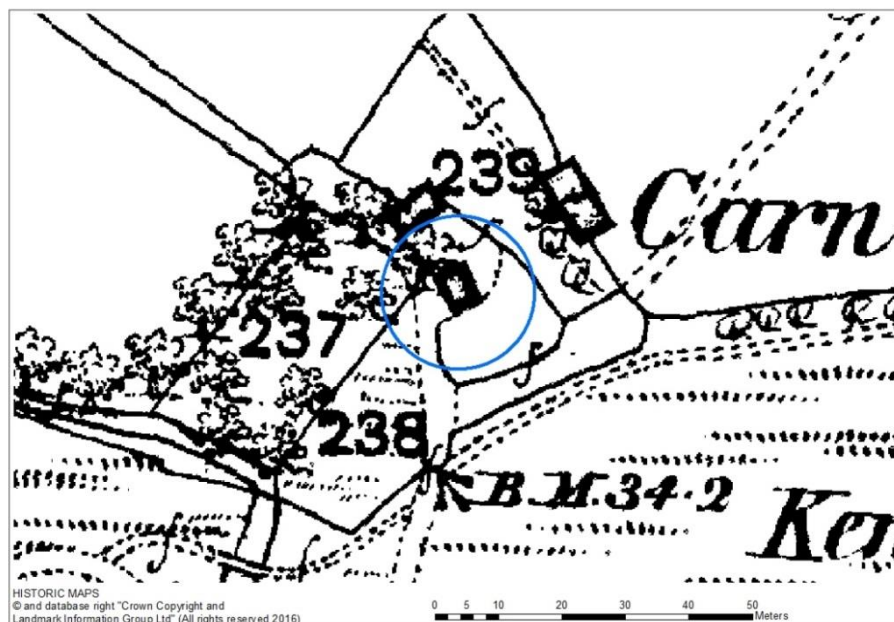 239
Carn
237
238
B.M.34·2
Ken
HISTORIC MAPS
© and database right "Crown Copyright and
Landmark Information Group Ltd" (All rights reserved 2016)
0 10 20 30 40 50
Meters